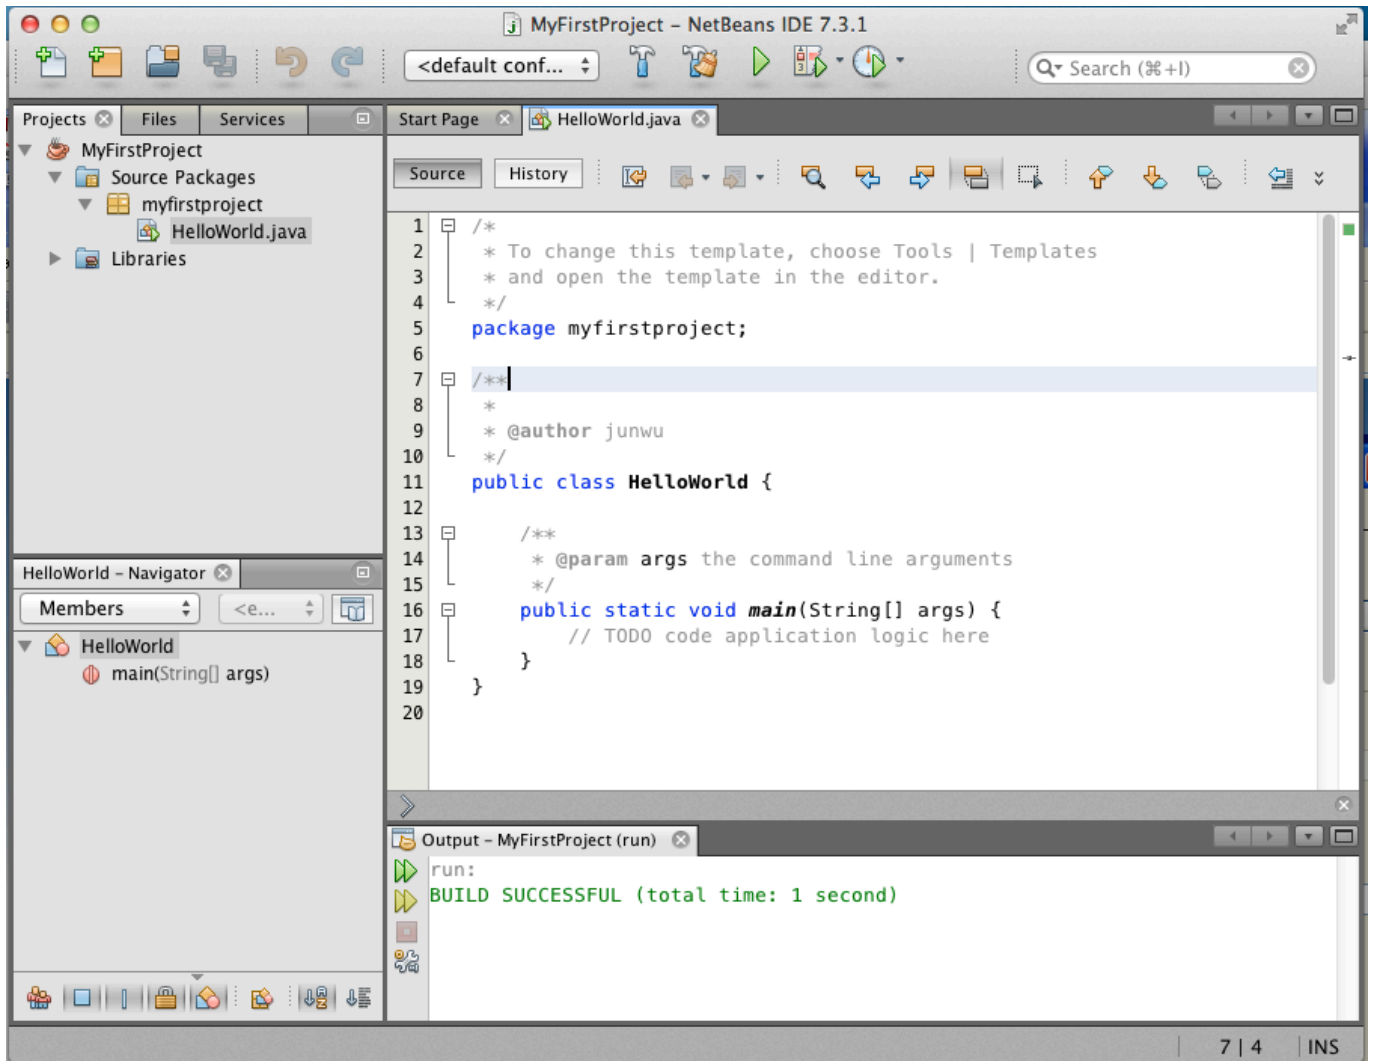 MyFirstProject – NetBeans IDE 7.3.1
<default conf...
Search (⌘+I)
Projects
Files
Services
MyFirstProject
Source Packages
myfirstproject
HelloWorld.java
Libraries
Start Page
HelloWorld.java
Source
History
1 /*
2  * To change this template, choose Tools | Templates
3  * and open the template in the editor.
4  */
5 package myfirstproject;
6
7 /**
8  *
9  * @author junwu
10  */
11 public class HelloWorld {
12
13     /**
14      * @param args the command line arguments
15      */
16     public static void main(String[] args) {
17         // TODO code application logic here
18     }
19 }
20
HelloWorld – Navigator
Members
<e...
HelloWorld
main(String[] args)
Output – MyFirstProject (run)
run:
BUILD SUCCESSFUL (total time: 1 second)
7 | 4
INS